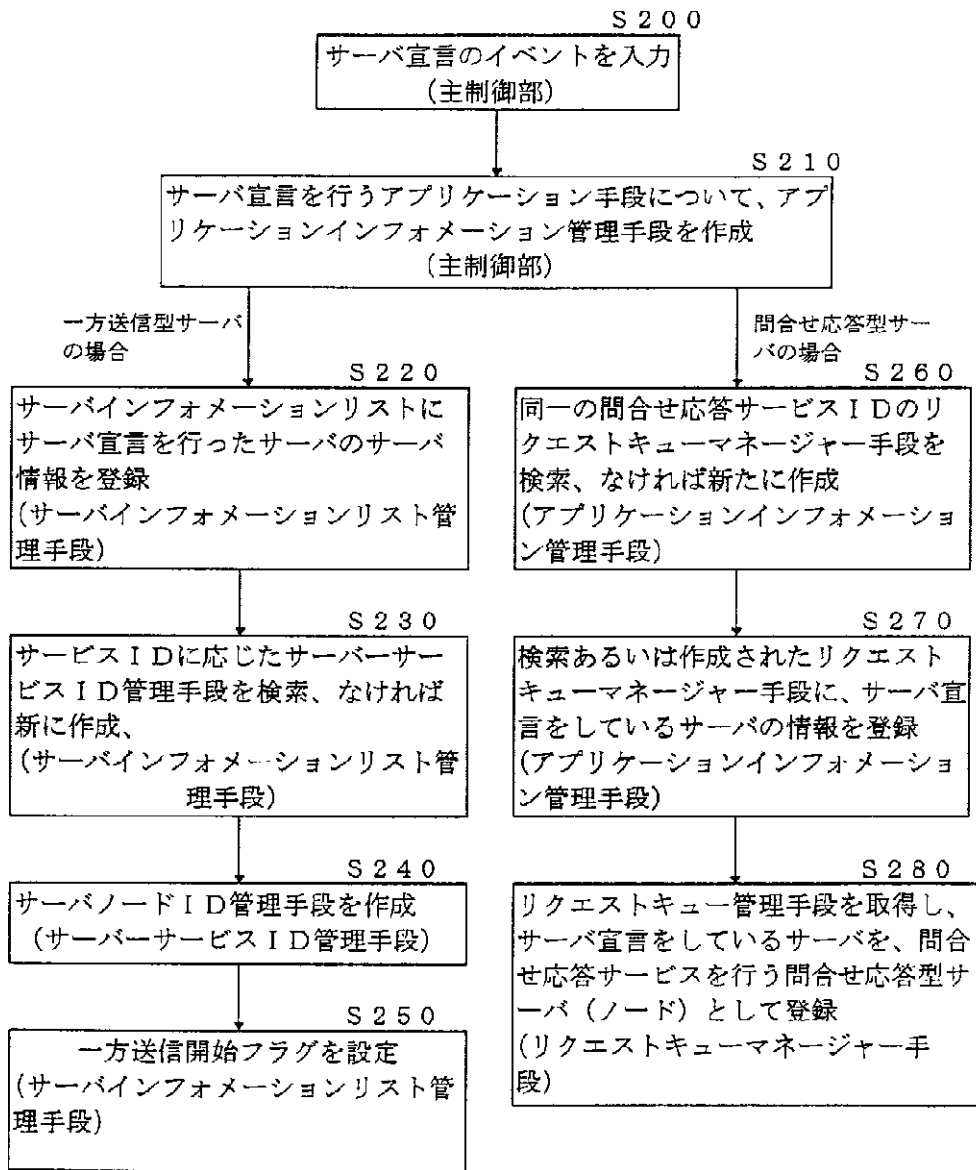 S200
サーバ宣言のイベントを入力
(主制御部)
S210
サーバ宣言を行うアプリケーション手段について、アプ
リケーションインフォメーション管理手段を作成
(主制御部)
一方送信型サーバ
の場合
S220
サーバインフォメーションリストに
サーバ宣言を行ったサーバのサーバ
情報を登録
(サーバインフォメーションリスト管
理手段)
S230
サービスIDに応じたサーバーサー
ビスID管理手段を検索、なければ
新に作成、
(サーバインフォメーションリスト管
理手段)
S240
サーバノードID管理手段を作成
(サーバーサービスID管理手段)
S250
一方送信開始フラグを設定
(サーバインフォメーションリスト管
理手段)
問合せ応答型サー
バの場合
S260
同一の問合せ応答サービスIDのリ
クエストキューマネージャー手段を
検索、なければ新たに作成
(アプリケーションインフォメーショ
ン管理手段)
S270
検索あるいは作成されたリクエスト
キューマネージャー手段に、サーバ宣
言をしているサーバの情報を登録
(アプリケーションインフォメーショ
ン管理手段)
S280
リクエストキュー管理手段を取得し、
サーバ宣言をしているサーバを、問合
せ応答サービスを行う問合せ応答型サ
ーバ(ノード)として登録
(リクエストキューマネージャー手
段)